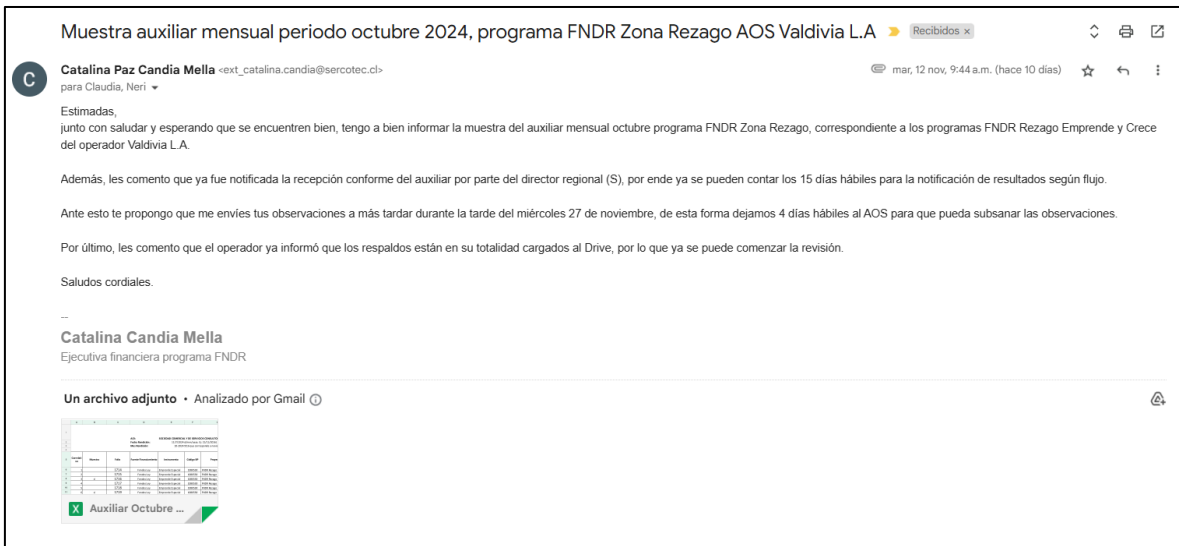 Muestra auxiliar mensual periodo octubre 2024, programa FNDR Zona Rezago AOS Valdivia L.A Recibidos x
C
Catalina Paz Candia Mella <ext_catalina.candia@sercotec.cl> mar, 12 nov, 9:44 a.m. (hace 10 días)
para Claudia, Neri
Estimadas,
junto con saludar y esperando que se encuentren bien, tengo a bien informar la muestra del auxiliar mensual octubre programa FNDR Zona Rezago, correspondiente a los programas FNDR Rezago Emprende y Crece
del operador Valdivia L.A.
Además, les comento que ya fue notificada la recepción conforme del auxiliar por parte del director regional (S), por ende ya se pueden contar los 15 días hábiles para la notificación de resultados según flujo.
Ante esto te propongo que me envíes tus observaciones a más tardar durante la tarde del miércoles 27 de noviembre, de esta forma dejamos 4 días hábiles al AOS para que pueda subsanar las observaciones.
Por último, les comento que el operador ya informó que los respaldos están en su totalidad cargados al Drive, por lo que ya se puede comenzar la revisión.
Saludos cordiales.
--
Catalina Candia Mella
Ejecutiva financiera programa FNDR
Un archivo adjunto • Analizado por Gmail
X Auxiliar Octubre ...